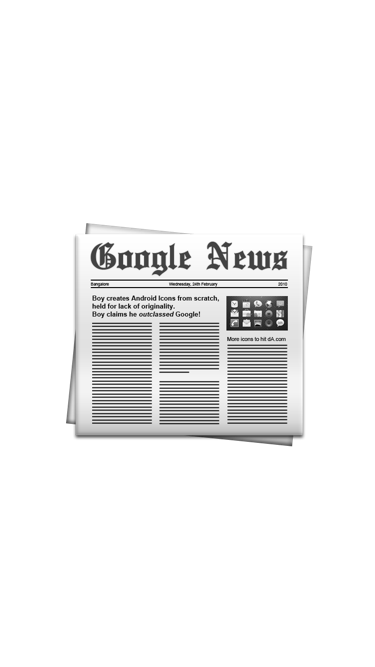 Google News
Bangalore Wednesday, 24th February 2010
Boy creates Android Icons from scratch,
held for lack of originality.
Boy claims he outclassed Google!
More icons to hit dA.com